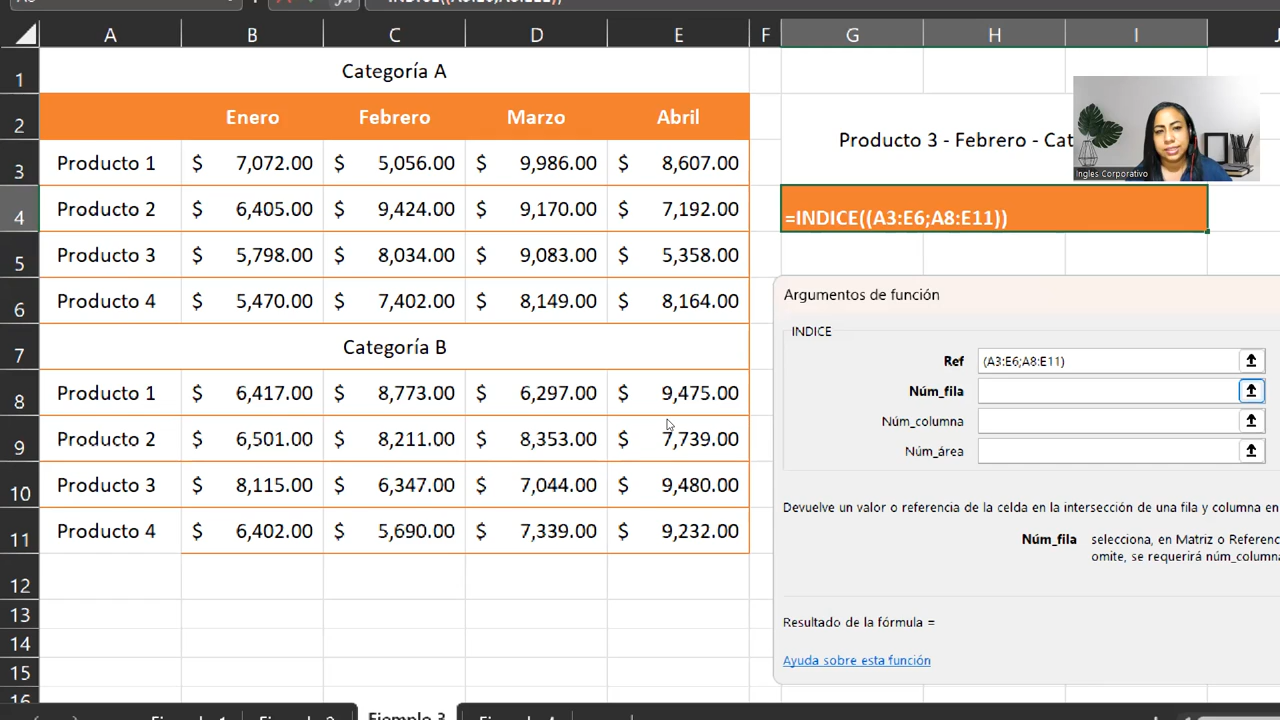 A B C D E F G H I J
1 Categoría A
2 Enero Febrero Marzo Abril
Producto 3 - Febrero - Cat
Ingles Corporativo
3 Producto 1 $ 7,072.00 $ 5,056.00 $ 9,986.00 $ 8,607.00
4 Producto 2 $ 6,405.00 $ 9,424.00 $ 9,170.00 $ 7,192.00
=INDICE((A3:E6;A8:E11))
5 Producto 3 $ 5,798.00 $ 8,034.00 $ 9,083.00 $ 5,358.00
6 Producto 4 $ 5,470.00 $ 7,402.00 $ 8,149.00 $ 8,164.00
7 Categoría B
8 Producto 1 $ 6,417.00 $ 8,773.00 $ 6,297.00 $ 9,475.00
9 Producto 2 $ 6,501.00 $ 8,211.00 $ 8,353.00 $ 7,739.00
10 Producto 3 $ 8,115.00 $ 6,347.00 $ 7,044.00 $ 9,480.00
11 Producto 4 $ 6,402.00 $ 5,690.00 $ 7,339.00 $ 9,232.00
12
13
14
15
16
Argumentos de función
INDICE
Ref (A3:E6;A8:E11)
Núm_fila
Núm_columna
Núm_área
Devuelve un valor o referencia de la celda en la intersección de una fila y columna en
Núm_fila selecciona, en Matriz o Referenc
omite, se requerirá núm_column
Resultado de la fórmula =
Ayuda sobre esta función
Ejemplo 3